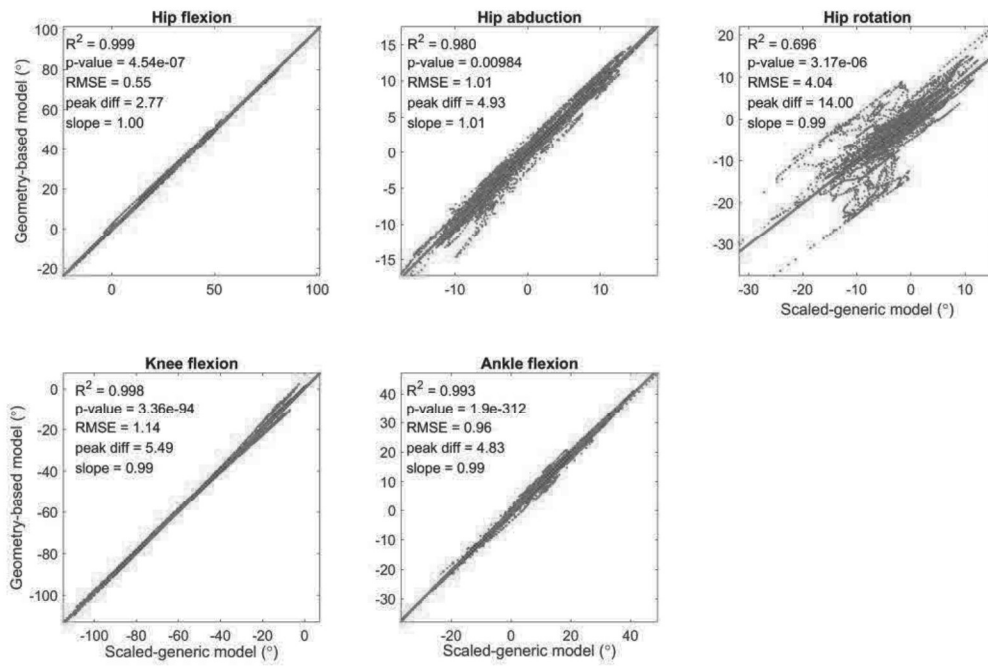 Hip flexion
R² = 0.999
p-value = 4.54e-07
RMSE = 0.55
peak diff = 2.77
slope = 1.00
Geometry-based model (°)
100
80
60
40
20
0
-20
0
50
100
Hip abduction
R² = 0.980
p-value = 0.00984
RMSE = 1.01
peak diff = 4.93
slope = 1.01
15
10
5
0
-5
-10
-15
-10
0
10
Hip rotation
R² = 0.696
p-value = 3.17e-06
RMSE = 4.04
peak diff = 14.00
slope = 0.99
20
10
0
-10
-20
-30
-30
-20
-10
0
10
Scaled-generic model (°)
Knee flexion
R² = 0.998
p-value = 3.36e-94
RMSE = 1.14
peak diff = 5.49
slope = 0.99
Geometry-based model (°)
0
-20
-40
-60
-80
-100
-100
-80
-60
-40
-20
0
Scaled-generic model (°)
Ankle flexion
R² = 0.993
p-value = 1.9e-312
RMSE = 0.96
peak diff = 4.83
slope = 0.99
40
30
20
10
0
-10
-20
-30
-20
0
20
40
Scaled-generic model (°)